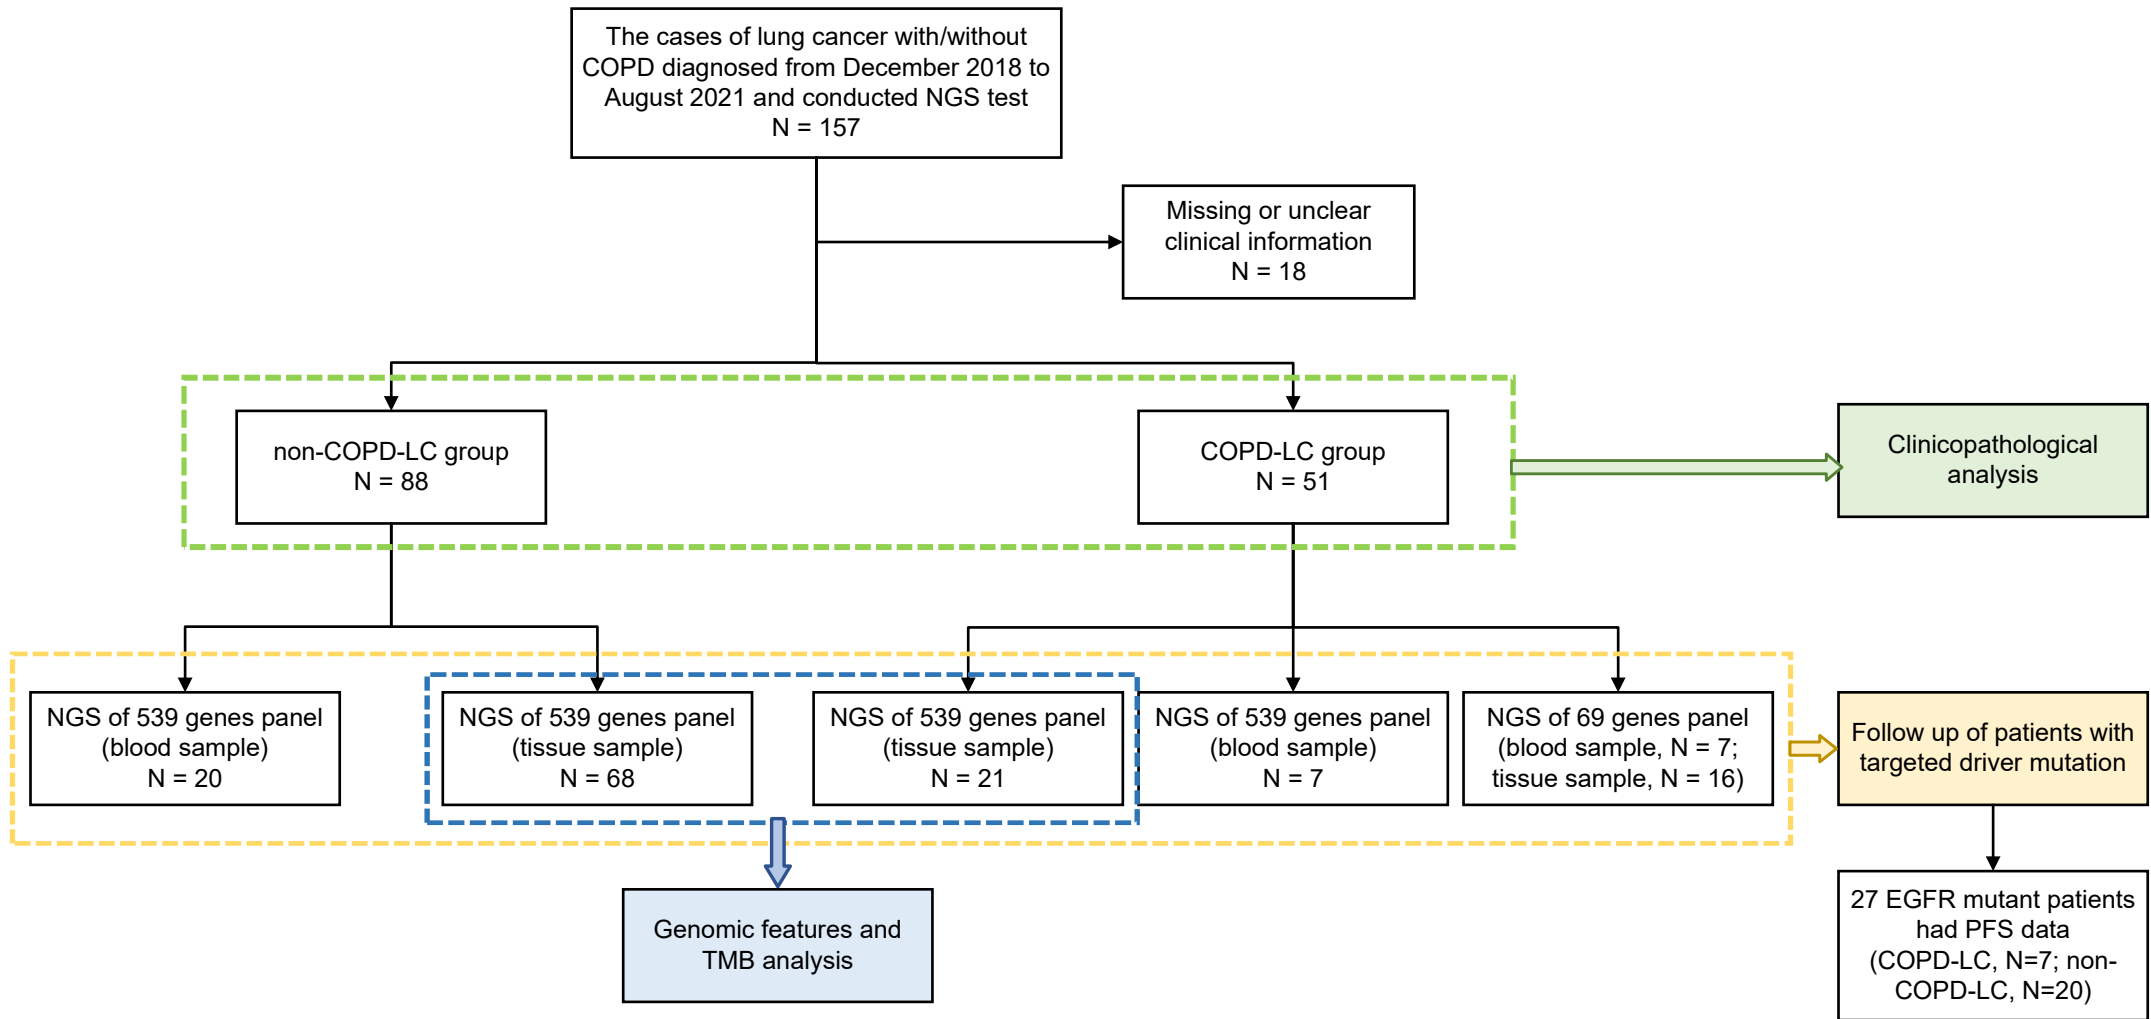 The cases of lung cancer with/without
COPD diagnosed from December 2018 to
August 2021 and conducted NGS test
N = 157
Missing or unclear
clinical information
N = 18
non-COPD-LC group
N = 88
COPD-LC group
N = 51
Clinicopathological
analysis
NGS of 539 genes panel
(blood sample)
N = 20
NGS of 539 genes panel
(tissue sample)
N = 68
NGS of 539 genes panel
(tissue sample)
N = 21
NGS of 539 genes panel
(blood sample)
N = 7
NGS of 69 genes panel
(blood sample, N = 7;
tissue sample, N = 16)
Follow up of patients with
targeted driver mutation
Genomic features and
TMB analysis
27 EGFR mutant patients
had PFS data
(COPD-LC, N=7; non-
COPD-LC, N=20)